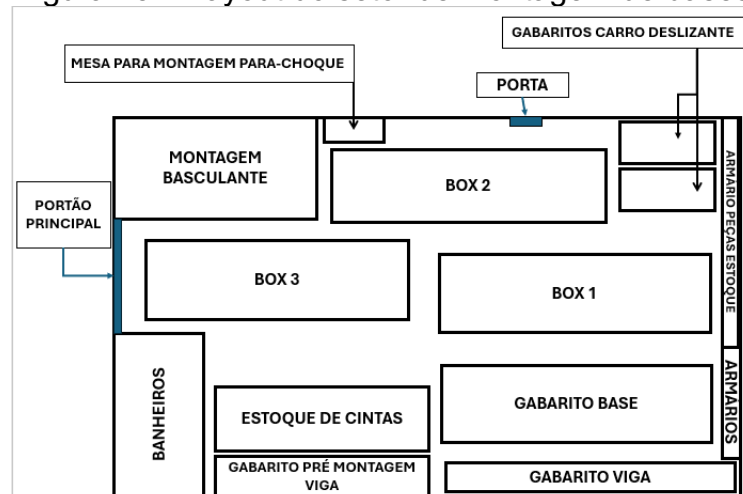 GABARITOS CARRO DESLIZANTE
MESA PARA MONTAGEM PARA-CHOQUE
PORTA
MONTAGEM
BASCULANTE
BOX 2
ARMARIO PEÇAS ESTOQUE
PORTÃO
PRINCIPAL
BOX 3
BOX 1
BANHEIROS
ESTOQUE DE CINTAS
GABARITO BASE
ARMÁRIOS
GABARITO PRÉ MONTAGEM
VIGA
GABARITO VIGA